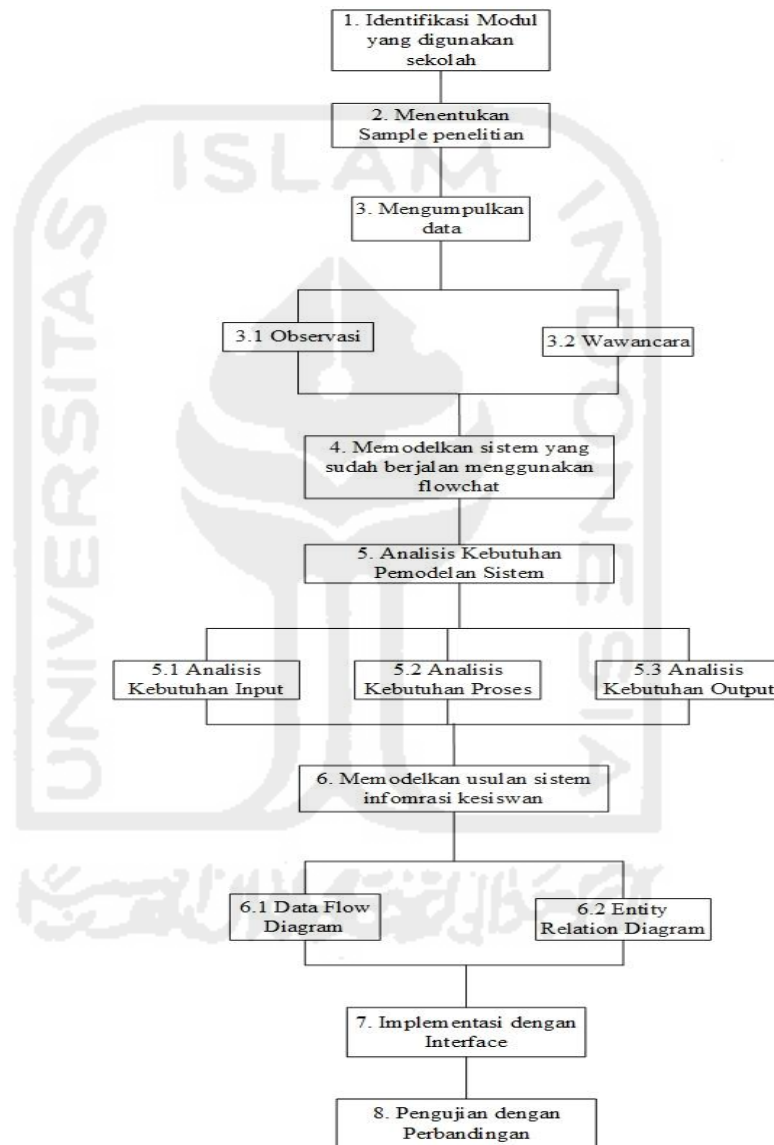 1. Identifikasi Modul
yang digunakan
sekolah
2. Menentukan
Sample penelitian
ISLAM
UNIVERSITAS
INDONESIA
3. Mengumpulkan
data
3.1 Observasi
3.2 Wawancara
4. Memodelkan sistem yang
sudah berjalan menggunakan
flowchat
5. Analisis Kebutuhan
Pemodelan Sistem
5.1 Analisis
Kebutuhan Input
5.2 Analisis
Kebutuhan Proses
5.3 Analisis
Kebutuhan Output
6. Memodelkan usulan sistem
infomrasi kesiswan
6.1 Data Flow
Diagram
6.2 Entity
Relation Diagram
7. Implementasi dengan
Interface
8. Pengujian dengan
Perbandingan